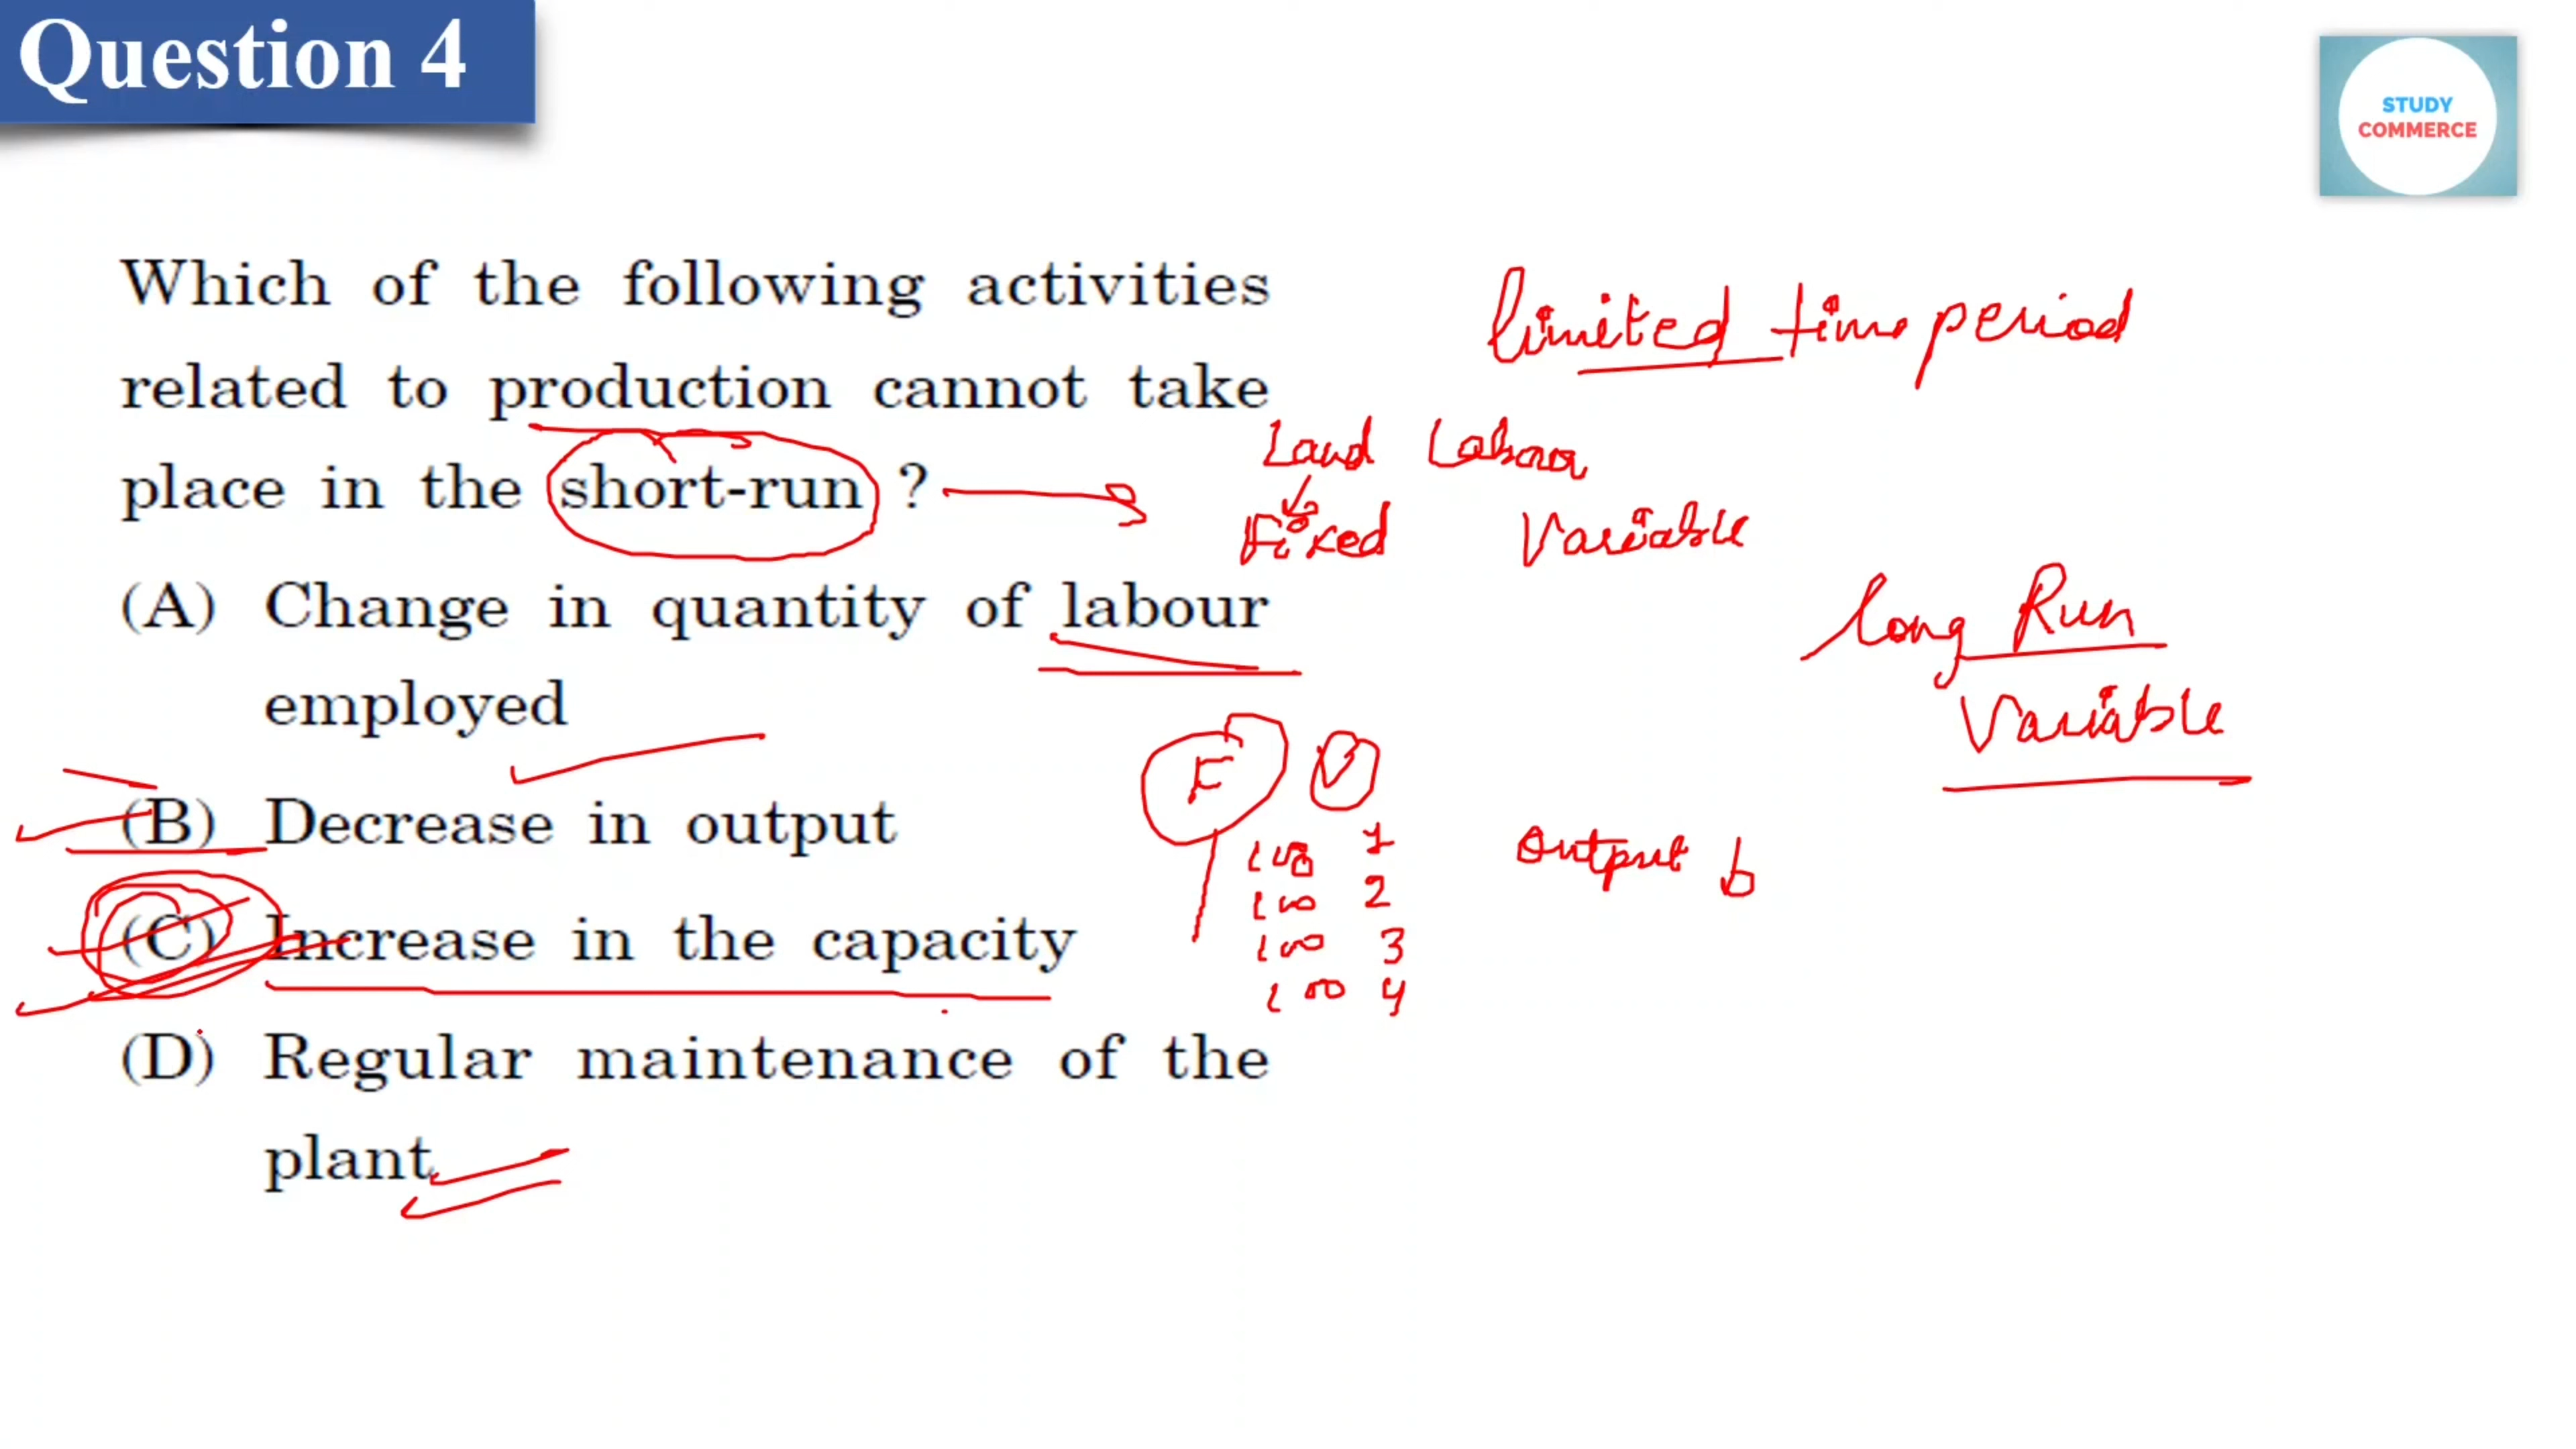 Question 4
STUDY
COMMERCE
Which of the following activities
related to production cannot take
place in the short-run ?
(A) Change in quantity of labour
employed
(B) Decrease in output
(C) Increase in the capacity
(D) Regular maintenance of the
plant
limited time period
Land Labour
Fixed Variable
Long Run
Variable
F V
100 1
100 2
100 3
100 4
Output